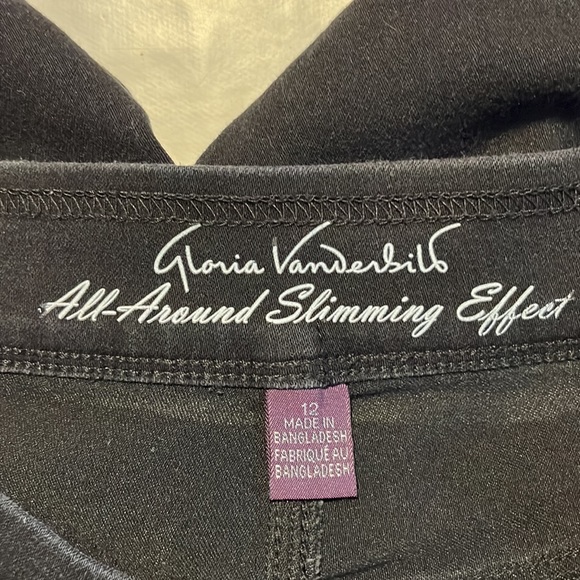 Gloria Vanderbilt
All-Around Slimming Effect
12
MADE IN
BANGLADESH
FABRIQUÉ AU
BANGLADESH